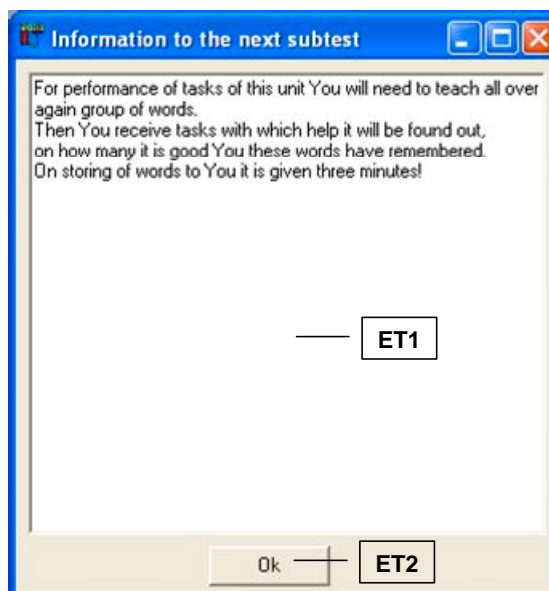 Information to the next subtest
For performance of tasks of this unit You will need to teach all over
again group of words.
Then You receive tasks with which help it will be found out,
on how many it is good You these words have remembered.
On storing of words to You it is given three minutes!
ET1
Ok
ET2